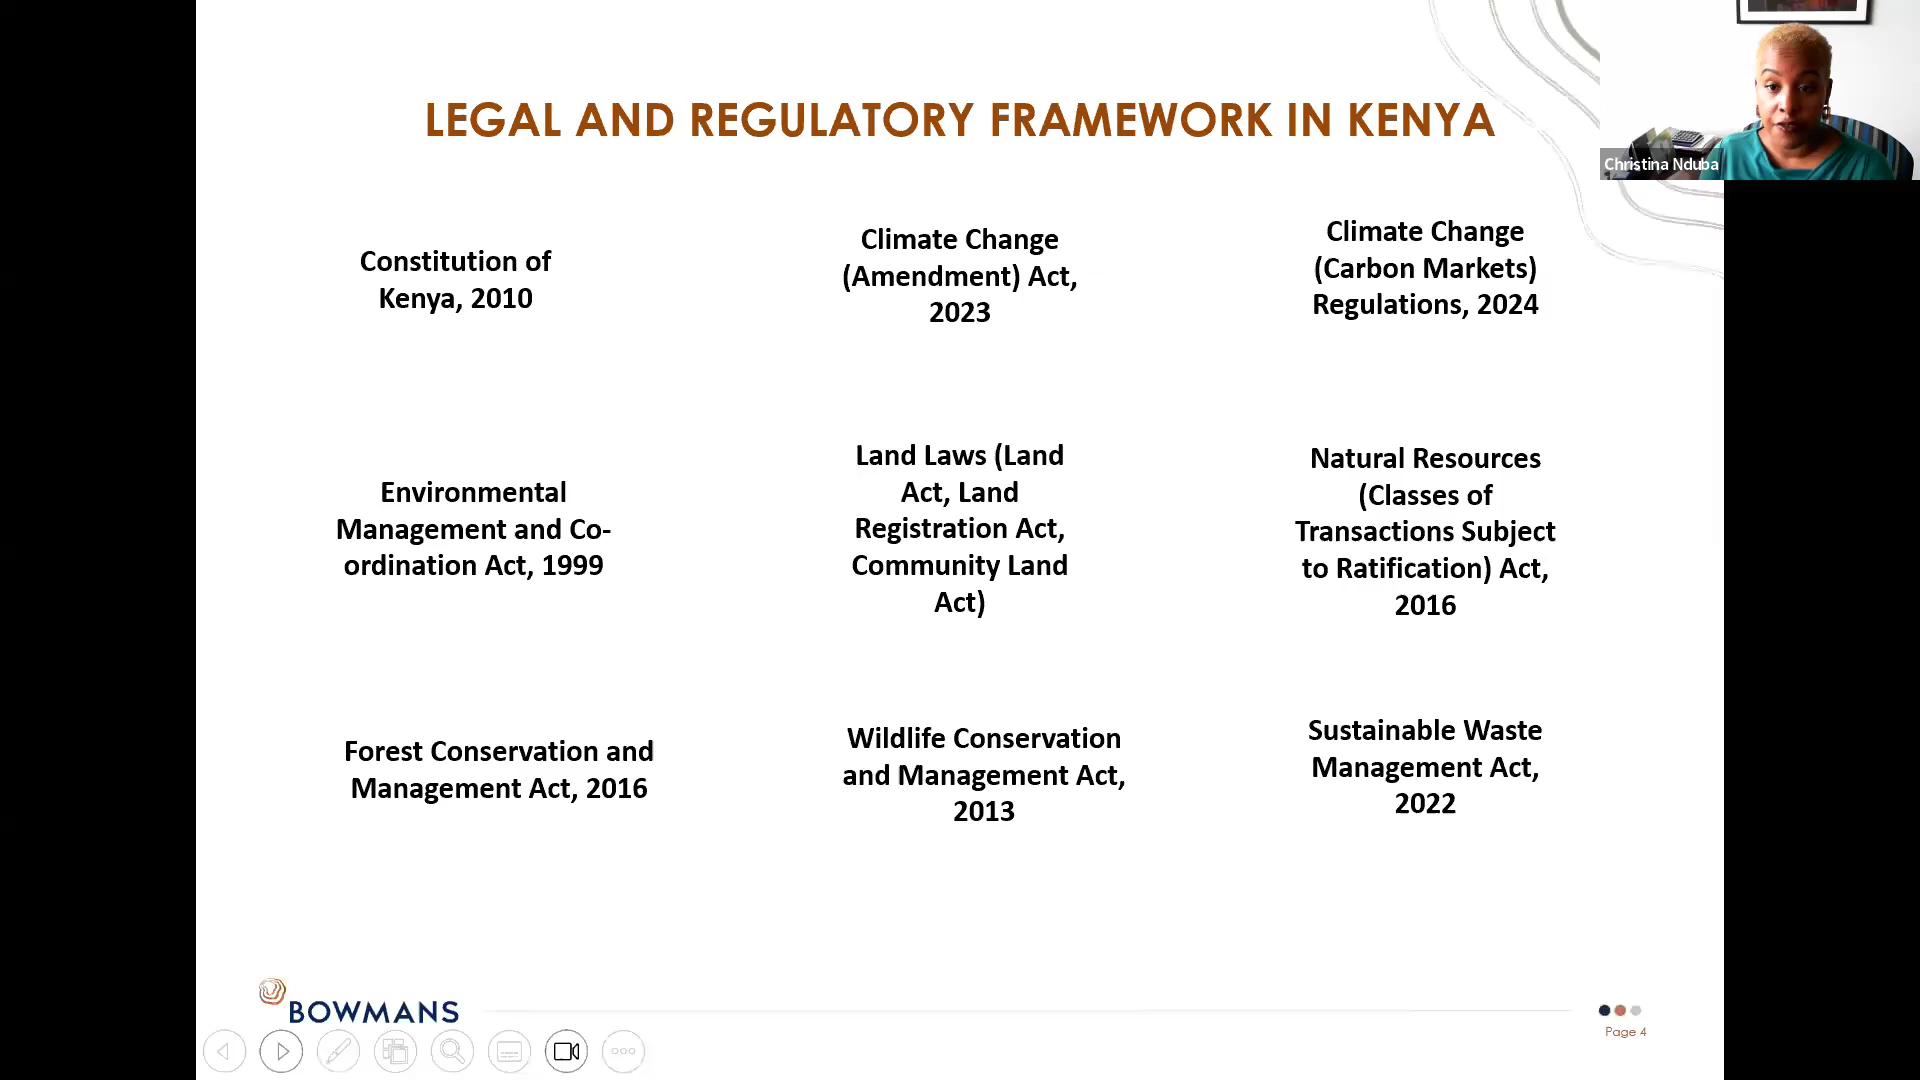 LEGAL AND REGULATORY FRAMEWORK IN KENYA
Christina Nduba
Constitution of
Kenya, 2010
Climate Change
(Amendment) Act,
2023
Climate Change
(Carbon Markets)
Regulations, 2024
Environmental
Management and Co-
ordination Act, 1999
Land Laws (Land
Act, Land
Registration Act,
Community Land
Act)
Natural Resources
(Classes of
Transactions Subject
to Ratification) Act,
2016
Forest Conservation and
Management Act, 2016
Wildlife Conservation
and Management Act,
2013
Sustainable Waste
Management Act,
2022
BOWMANS
Page 4